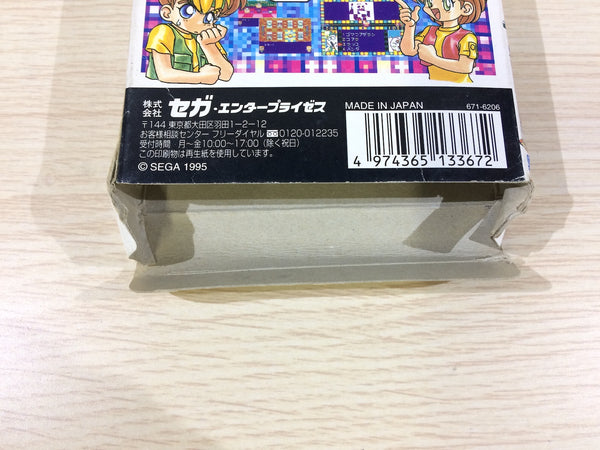 株式会社 セガ・エンタープライゼス
MADE IN JAPAN
671-6206
〒144 東京都大田区羽田1-2-12
お客様相談センター フリーダイヤル 0120-012235
受付時間 月〜金10:00〜17:00(除く祝日)
この印刷物は再生紙を使用しています。
© SEGA 1995
4 974365 133672